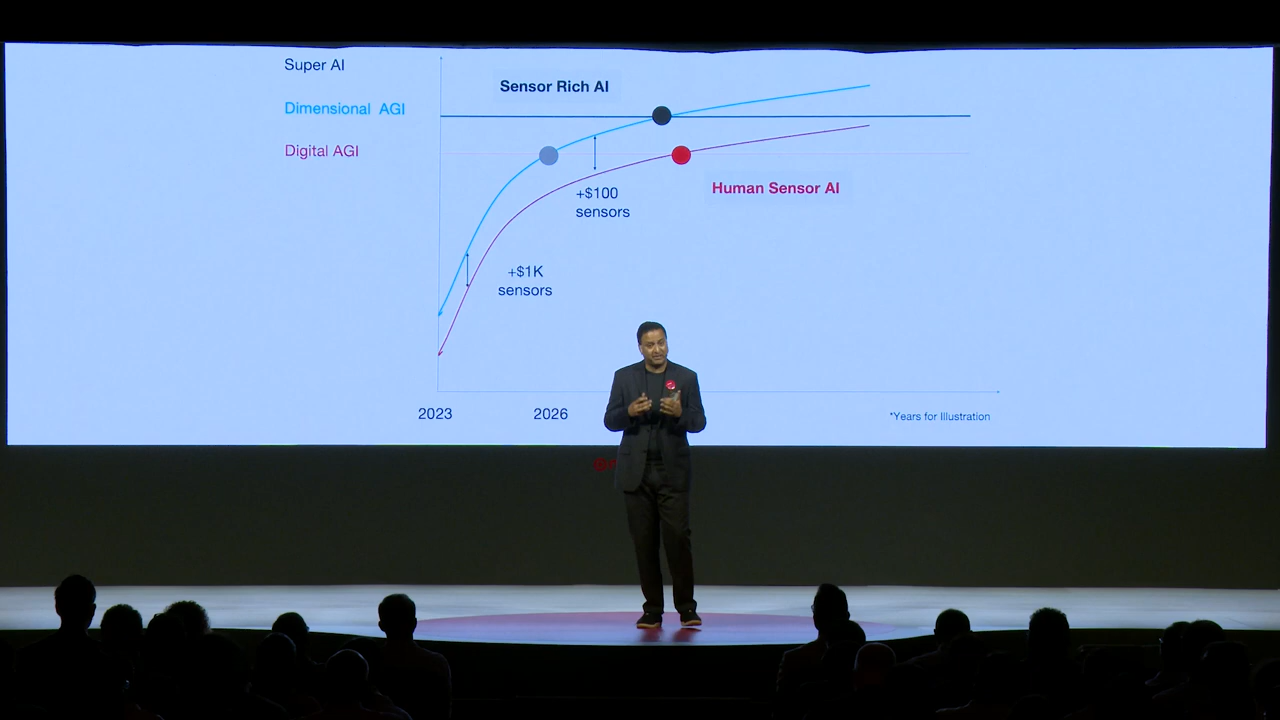 Super AI
Sensor Rich AI
Dimensional AGI
Digital AGI
Human Sensor AI
+$100
sensors
+$1K
sensors
2023
2026
*Years for Illustration